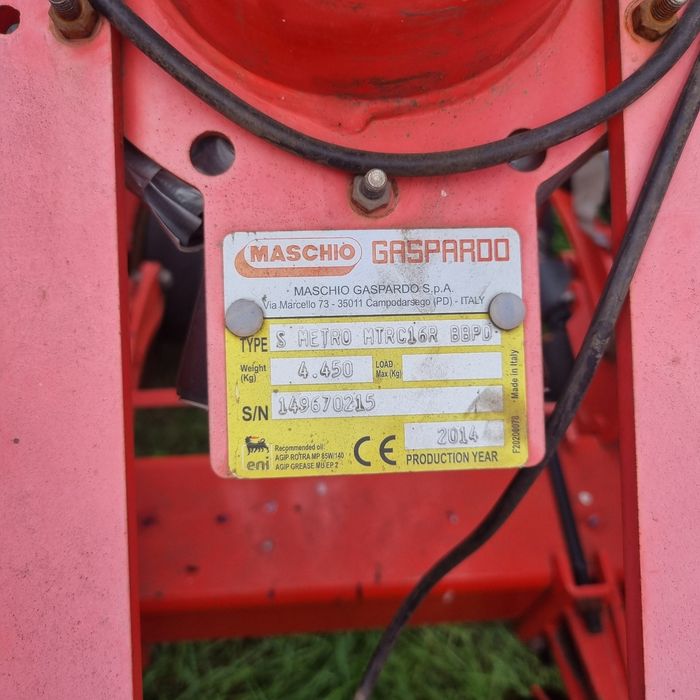 MASCHIO GASPARDO
MASCHIO GASPARDO S.p.A.
Via Marcello 73 - 35011 Campodarsego (PD) - ITALY
TYPE S METRO MTRC16R BBPO
Weight (Kg) 4.450 LOAD Max (Kg)
S/N 149670215
2014
eni Recommended oil:
AGIP ROTRA MP 85W/140
AGIP GREASE MU EP 2
CE PRODUCTION YEAR
Made in Italy
F20200078